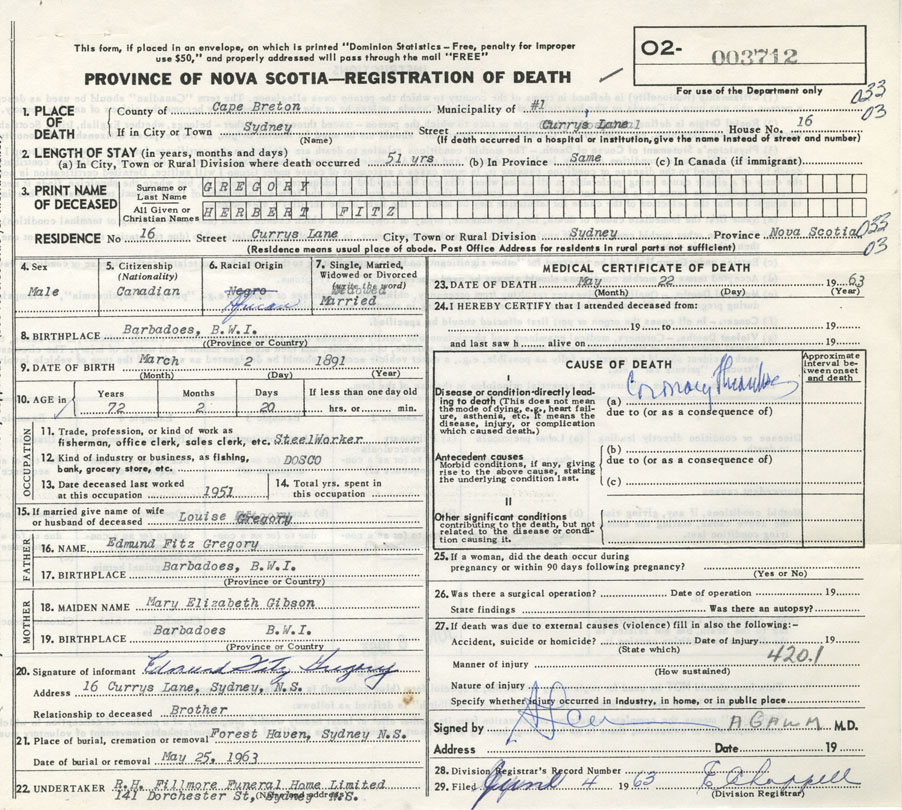 This form, if placed in an envelope, on which is printed "Dominion Statistics – Free, penalty for improper
use $50," and properly addressed will pass through the mail "FREE"
PROVINCE OF NOVA SCOTIA—REGISTRATION OF DEATH
O2- 003712
For use of the Department only
033
03
1. PLACE OF DEATH
County of Cape Breton Municipality of #1
If in City or Town Sydney Street Currys Lane House No. 16
(Name) (If death occurred in a hospital or institution, give the name instead of street and number)
2. LENGTH OF STAY (in years, months and days)
(a) In City, Town or Rural Division where death occurred 51 yrs (b) In Province Same (c) In Canada (if immigrant)
3. PRINT NAME OF DECEASED
Surname or Last Name GREGORY
All Given or Christian Names HERBERT FITZ
033
03
RESIDENCE No 16 Street Currys Lane City, Town or Rural Division Sydney Province Nova Scotia
(Residence means usual place of abode. Post Office Address for residents in rural parts not sufficient)
4. Sex
Male
5. Citizenship
(Nationality)
Canadian
6. Racial Origin
Negro
7. Single, Married,
Widowed or Divorced
(write the word)
Married
8. BIRTHPLACE Barbadoes, B.W.I.
(Province or Country)
9. DATE OF BIRTH March 2 1891
(Month) (Day) (Year)
10. AGE in
Years Months Days If less than one day old
72 2 20 hrs. or min.
OCCUPATION
11. Trade, profession, or kind of work as
fisherman, office clerk, sales clerk, etc. SteelWorker
12. Kind of industry or business, as fishing,
bank, grocery store, etc. DOSCO
13. Date deceased last worked
at this occupation 1951
14. Total yrs. spent in
this occupation
15. If married give name of wife
or husband of deceased Louise Gregory
FATHER
16. NAME Edmund Fitz Gregory
17. BIRTHPLACE Barbadoes, B.W.I.
(Province or Country)
MOTHER
18. MAIDEN NAME Mary Elizabeth Gibson
19. BIRTHPLACE Barbadoes B.W.I.
(Province or Country)
20. Signature of informant Edmund Fitz Gregory
Address 16 Currys Lane, Sydney, N.S.
Relationship to deceased Brother
21. Place of burial, cremation or removal Forest Haven, Sydney N.S.
Date of burial or removal May 25, 1963
22. UNDERTAKER R.H. Fillmore Funeral Home Limited
141 Dorchester St, Sydney N.S.
(Name and address)
MEDICAL CERTIFICATE OF DEATH
23. DATE OF DEATH May 22 1963
(Month) (Day) (Year)
24. I HEREBY CERTIFY that I attended deceased from:
19 to 19
and last saw h alive on 19
CAUSE OF DEATH
Approximate interval between onset and death
I
Disease or condition directly leading to death (This does not mean the mode of dying, e.g., heart failure, asthenia, etc. It means the disease, injury, or complication which caused death.)
(a) Coronary Thrombosis
due to (or as a consequence of)
Antecedent causes
Morbid conditions, if any, giving rise to the above cause, stating the underlying condition last.
(b)
due to (or as a consequence of)
(c)
II
Other significant conditions
contributing to the death, but not related to the disease or condition causing it.
25. If a woman, did the death occur during
pregnancy or within 90 days following pregnancy?
(Yes or No)
26. Was there a surgical operation? Date of operation 19
State findings Was there an autopsy?
27. If death was due to external causes (violence) fill in also the following:–
Accident, suicide or homicide? Date of injury 19
(State which)
420.1
Manner of injury
(How sustained)
Nature of injury
Specify whether injury occurred in Industry, in home, or in public place
Signed by M.D.
Address Date 19
28. Division Registrar's Record Number
29. Filed June 4 1963
(Division Registrar)